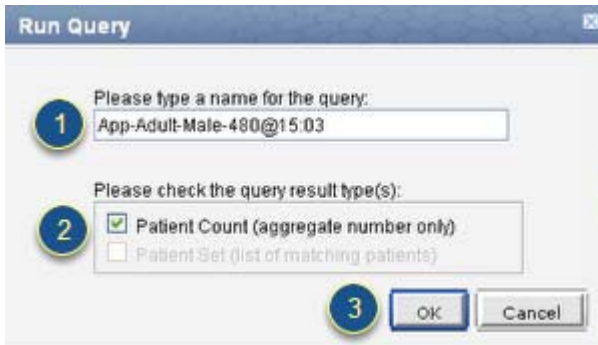 Run Query
Please type a name for the query:
1
App-Adult-Male-480@15:03
Please check the query result type(s):
2
Patient Count (aggregate number only)
Patient Set (list of matching patients)
3
OK
Cancel